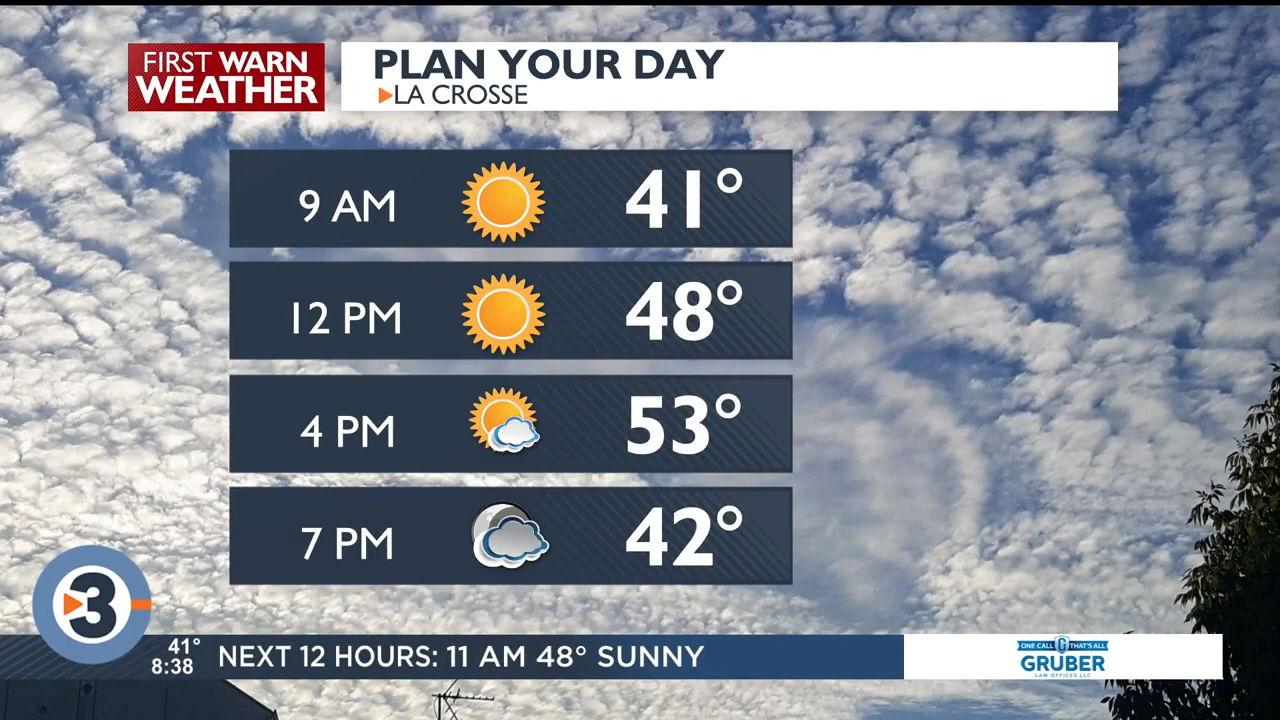 FIRST WARN
WEATHER
PLAN YOUR DAY
LA CROSSE
9 AM 41°
12 PM 48°
4 PM 53°
7 PM 42°
3
41°
8:38
NEXT 12 HOURS: 11 AM 48° SUNNY
ONE CALL G THAT'S ALL
GRUBER
LAW OFFICES LLC